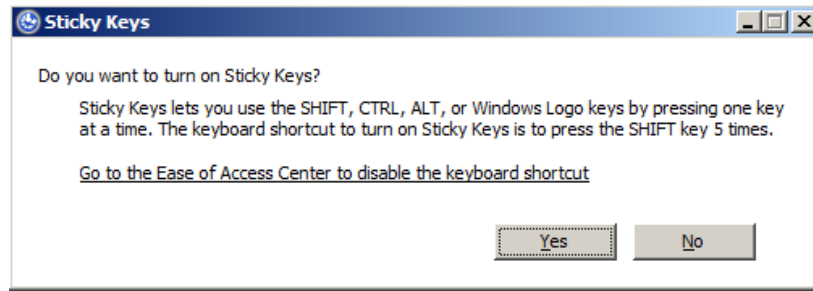 Sticky Keys
Do you want to turn on Sticky Keys?
Sticky Keys lets you use the SHIFT, CTRL, ALT, or Windows Logo keys by pressing one key
at a time. The keyboard shortcut to turn on Sticky Keys is to press the SHIFT key 5 times.
Go to the Ease of Access Center to disable the keyboard shortcut
Yes No